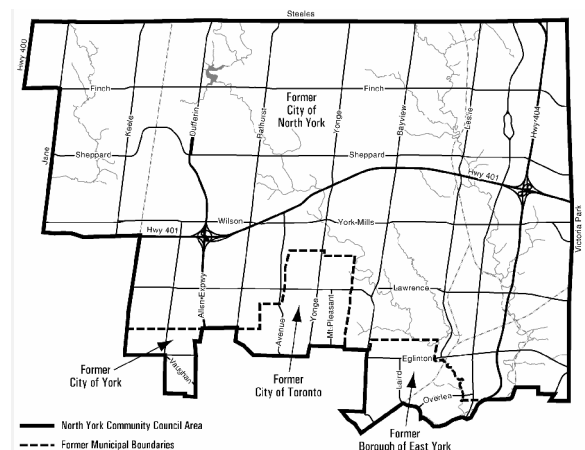 Steeles
Hwy 400
Finch
Finch
Former
City of
North York
Keele
Dufferin
Bathurst
Yonge
Bayview
Leslie
Hwy 404
Jane
Sheppard
Sheppard
Hwy 401
Wilson
York-Mills
Hwy 401
Victoria Park
Allen Expwy
Lawrence
Avenue
Yonge
Mt. Pleasant
Eglinton
Vaughan
Laird
Overlea
Former
City of York
Former
City of Toronto
Former
Borough of East York
North York Community Council Area
Former Municipal Boundaries